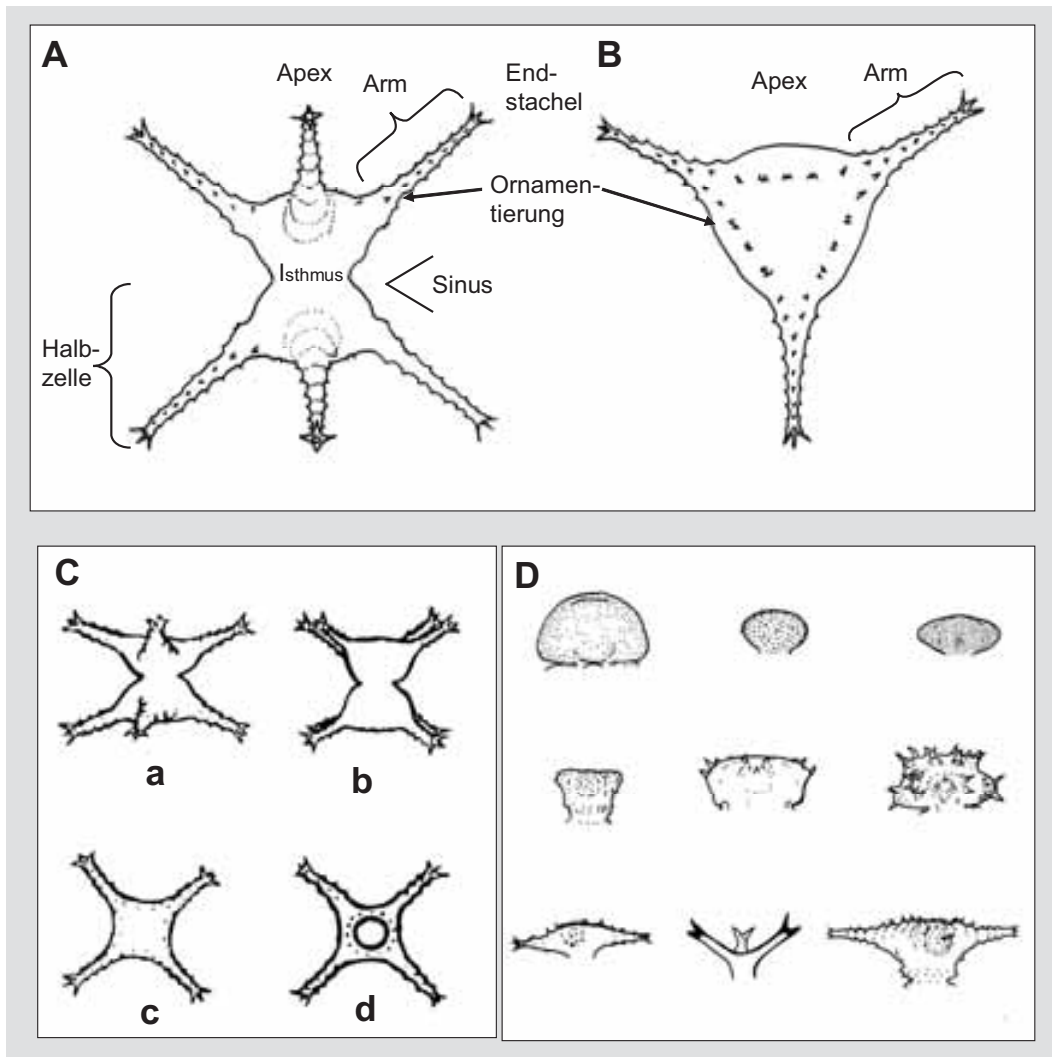 A
Apex
Arm
End-
stachel
B
Apex
Arm
Ornamen-
tierung
Isthmus
Sinus
Halb-
zelle
C
a
b
c
d
D